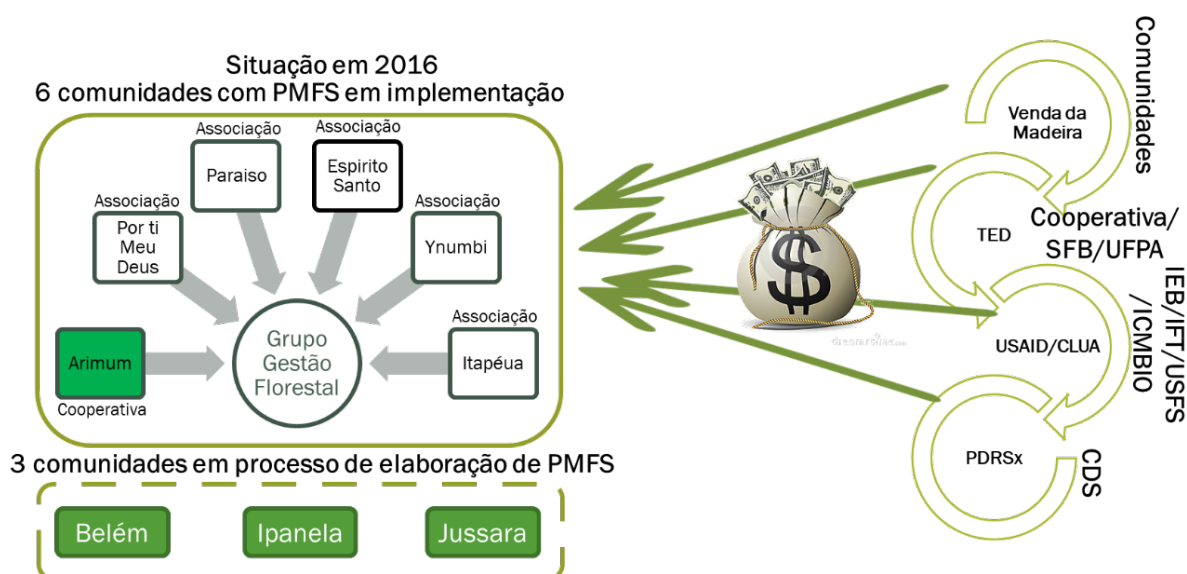 Situação em 2016
6 comunidades com PMFS em implementação
Associação
Paraiso
Associação
Espirito
Santo
Associação
Por ti
Meu
Deus
Associação
Ynumbi
Arimum
Cooperativa
Grupo
Gestão
Florestal
Associação
Itapéua
3 comunidades em processo de elaboração de PMFS
Belém
Ipanela
Jussara
$
dreamstime.com
Venda da
Madeira
Comunidades
TED
Cooperativa/
SFB/UFPA
USAID/CLUA
IEB/IFT/USFS
/ICMBIO
PDRSx
CDS